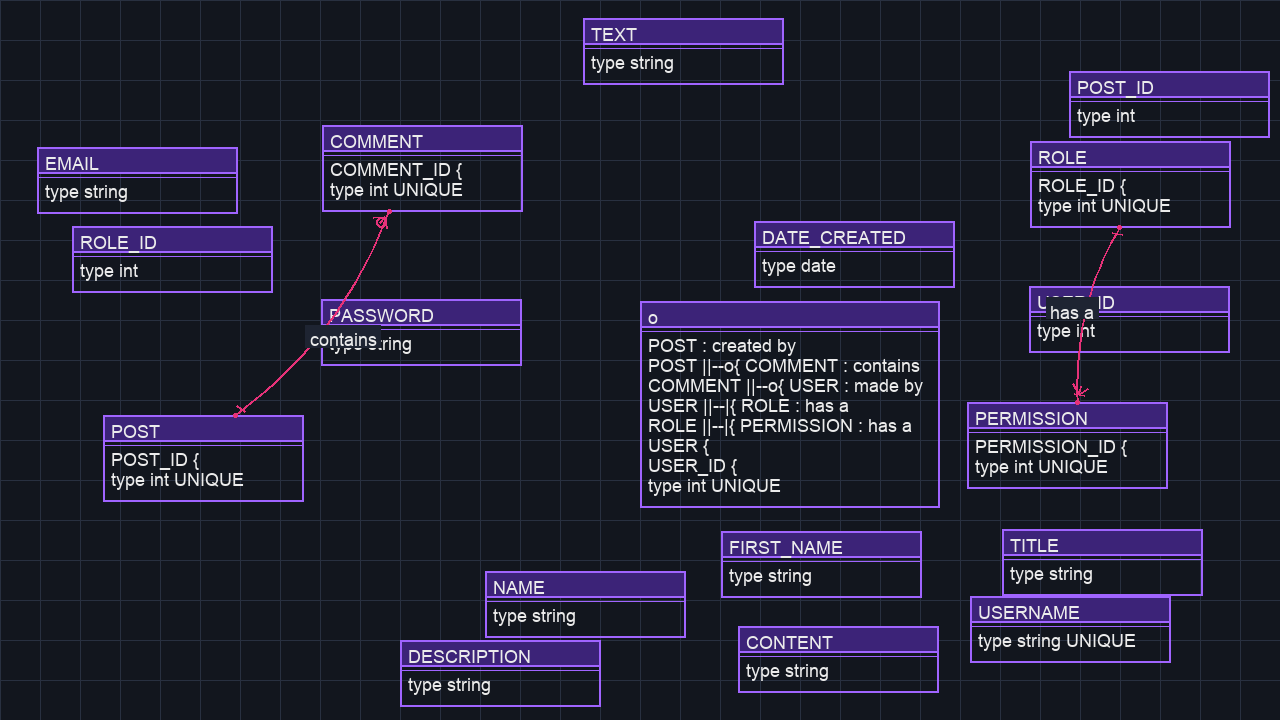 TEXT
type string
POST_ID
type int
COMMENT
COMMENT_ID {
type int UNIQUE
EMAIL
type string
ROLE
ROLE_ID {
type int UNIQUE
ROLE_ID
type int
DATE_CREATED
type date
PASSWORD
type string
contains
USER_ID
type int
has a
o
POST : created by
POST ||--o{ COMMENT : contains
COMMENT ||--o{ USER : made by
USER ||--|{ ROLE : has a
ROLE ||--|{ PERMISSION : has a
USER {
USER_ID {
type int UNIQUE
POST
POST_ID {
type int UNIQUE
PERMISSION
PERMISSION_ID {
type int UNIQUE
FIRST_NAME
type string
TITLE
type string
NAME
type string
USERNAME
type string UNIQUE
CONTENT
type string
DESCRIPTION
type string